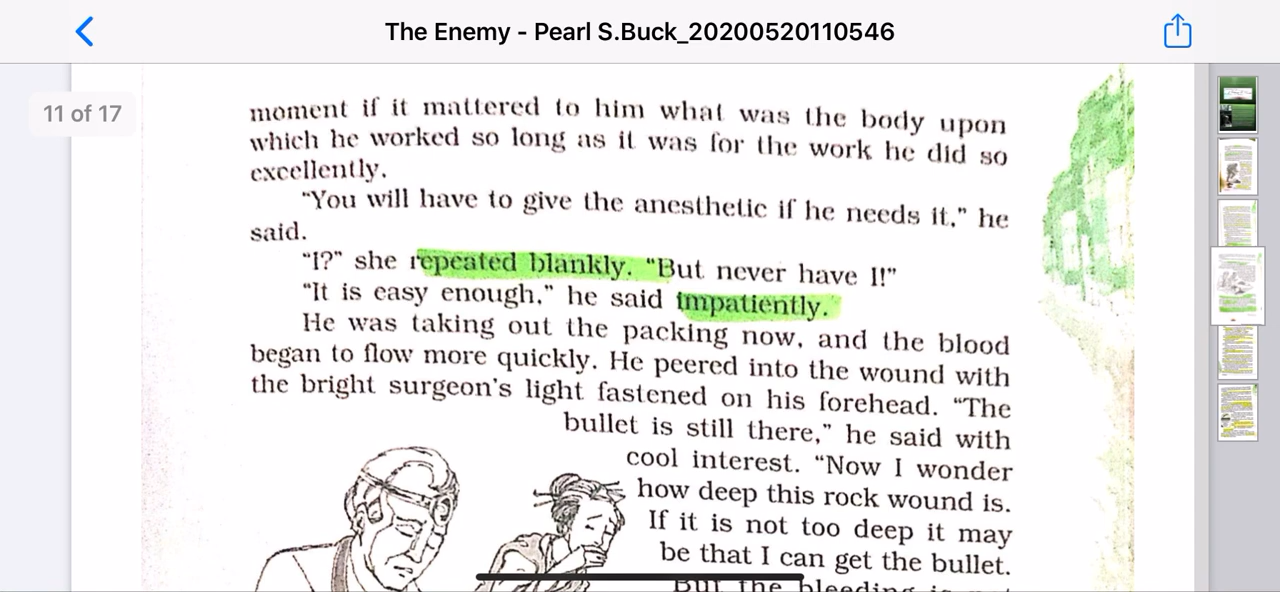 The Enemy - Pearl S.Buck_20200520110546
11 of 17
moment if it mattered to him what was the body upon
which he worked so long as it was for the work he did so
excellently.
"You will have to give the anesthetic if he needs it," he
said.
"I?" she repeated blankly. "But never have I!"
"It is easy enough," he said impatiently.
He was taking out the packing now, and the blood
began to flow more quickly. He peered into the wound with
the bright surgeon's light fastened on his forehead. "The
bullet is still there," he said with
cool interest. "Now I wonder
how deep this rock wound is.
If it is not too deep it may
be that I can get the bullet.
But the bleeding is not